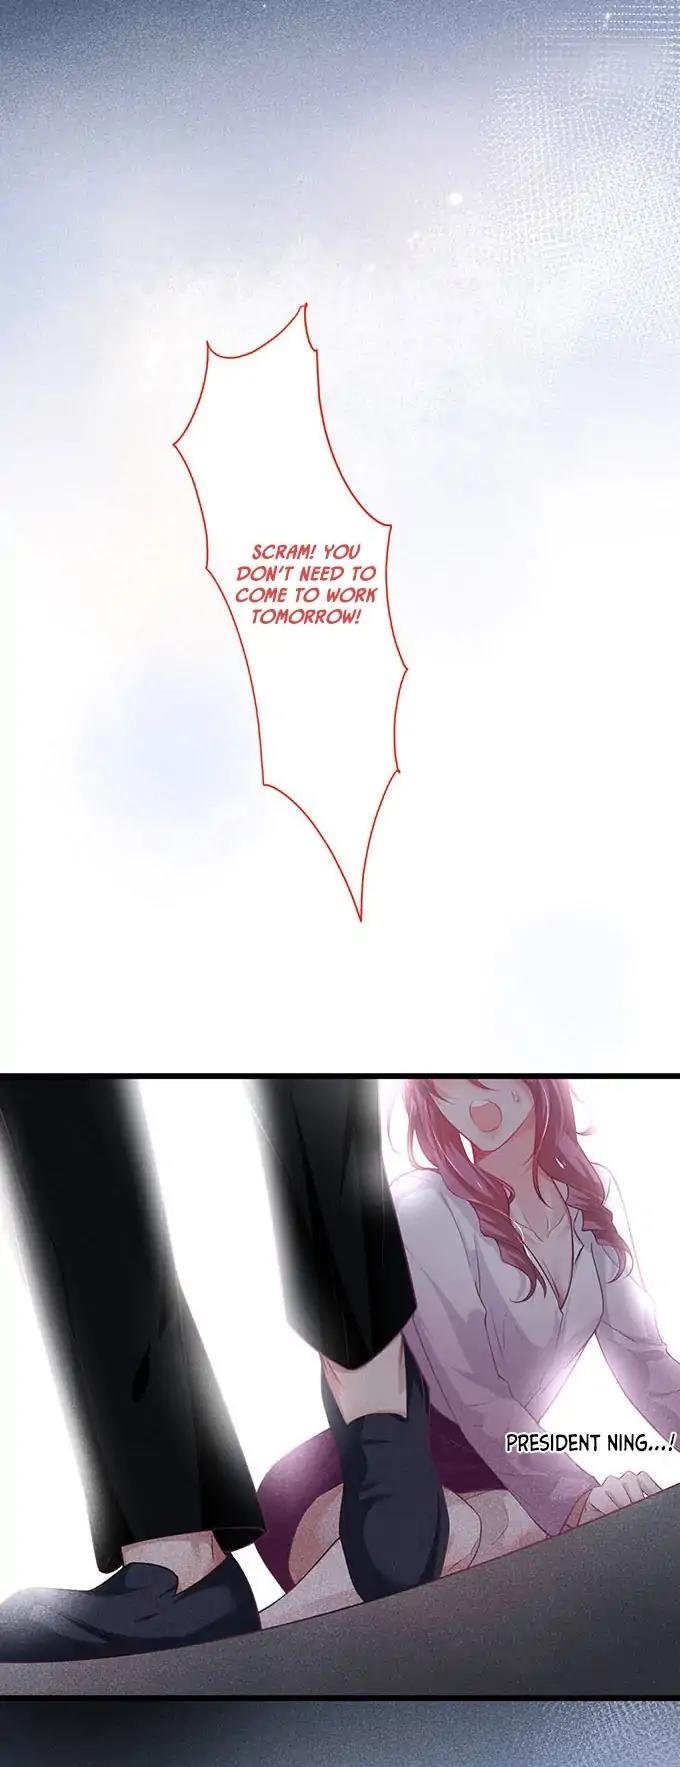 SCRAM! YOU
DON'T NEED TO
COME TO WORK
TOMORROW!
PRESIDENT NING...!